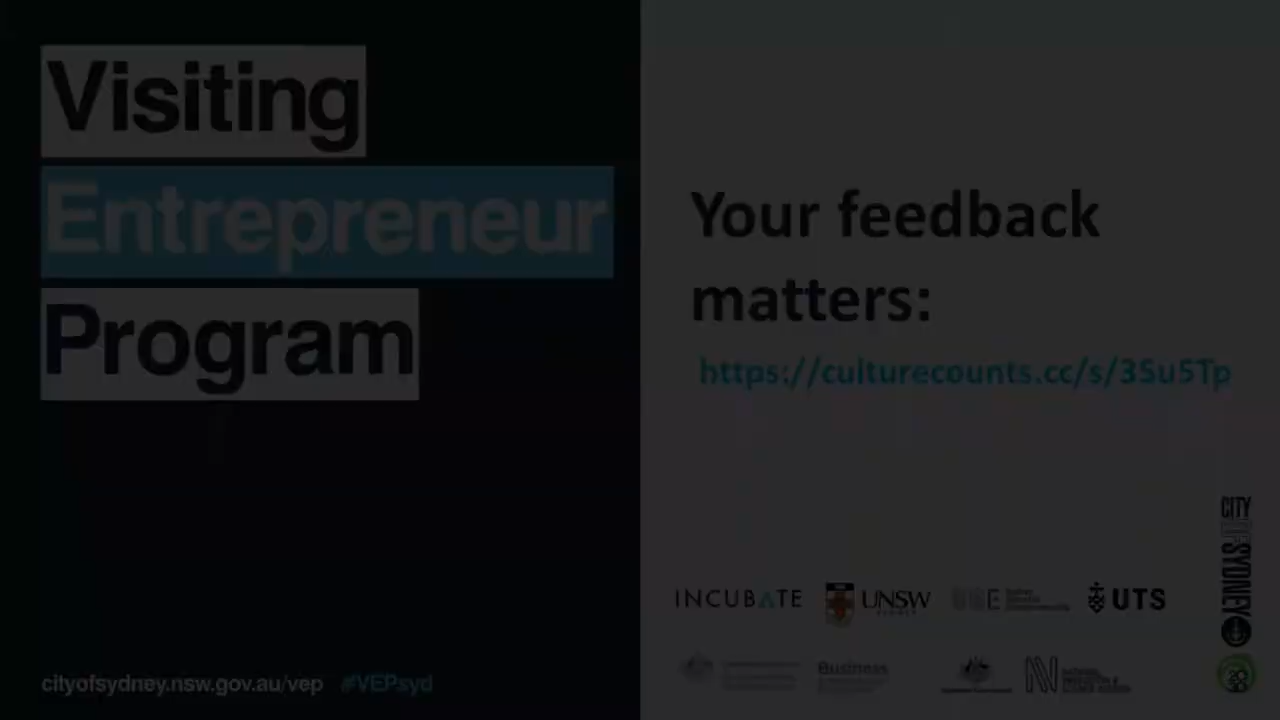 Visiting
Entrepreneur
Program
cityofsydney.nsw.gov.au/vep #VEPsyd
Your feedback
matters:
https://culturecounts.cc/s/3Su5Tp
INCUBATE
UNSW
SYDNEY
UTS
Business
CITY OF SYDNEY